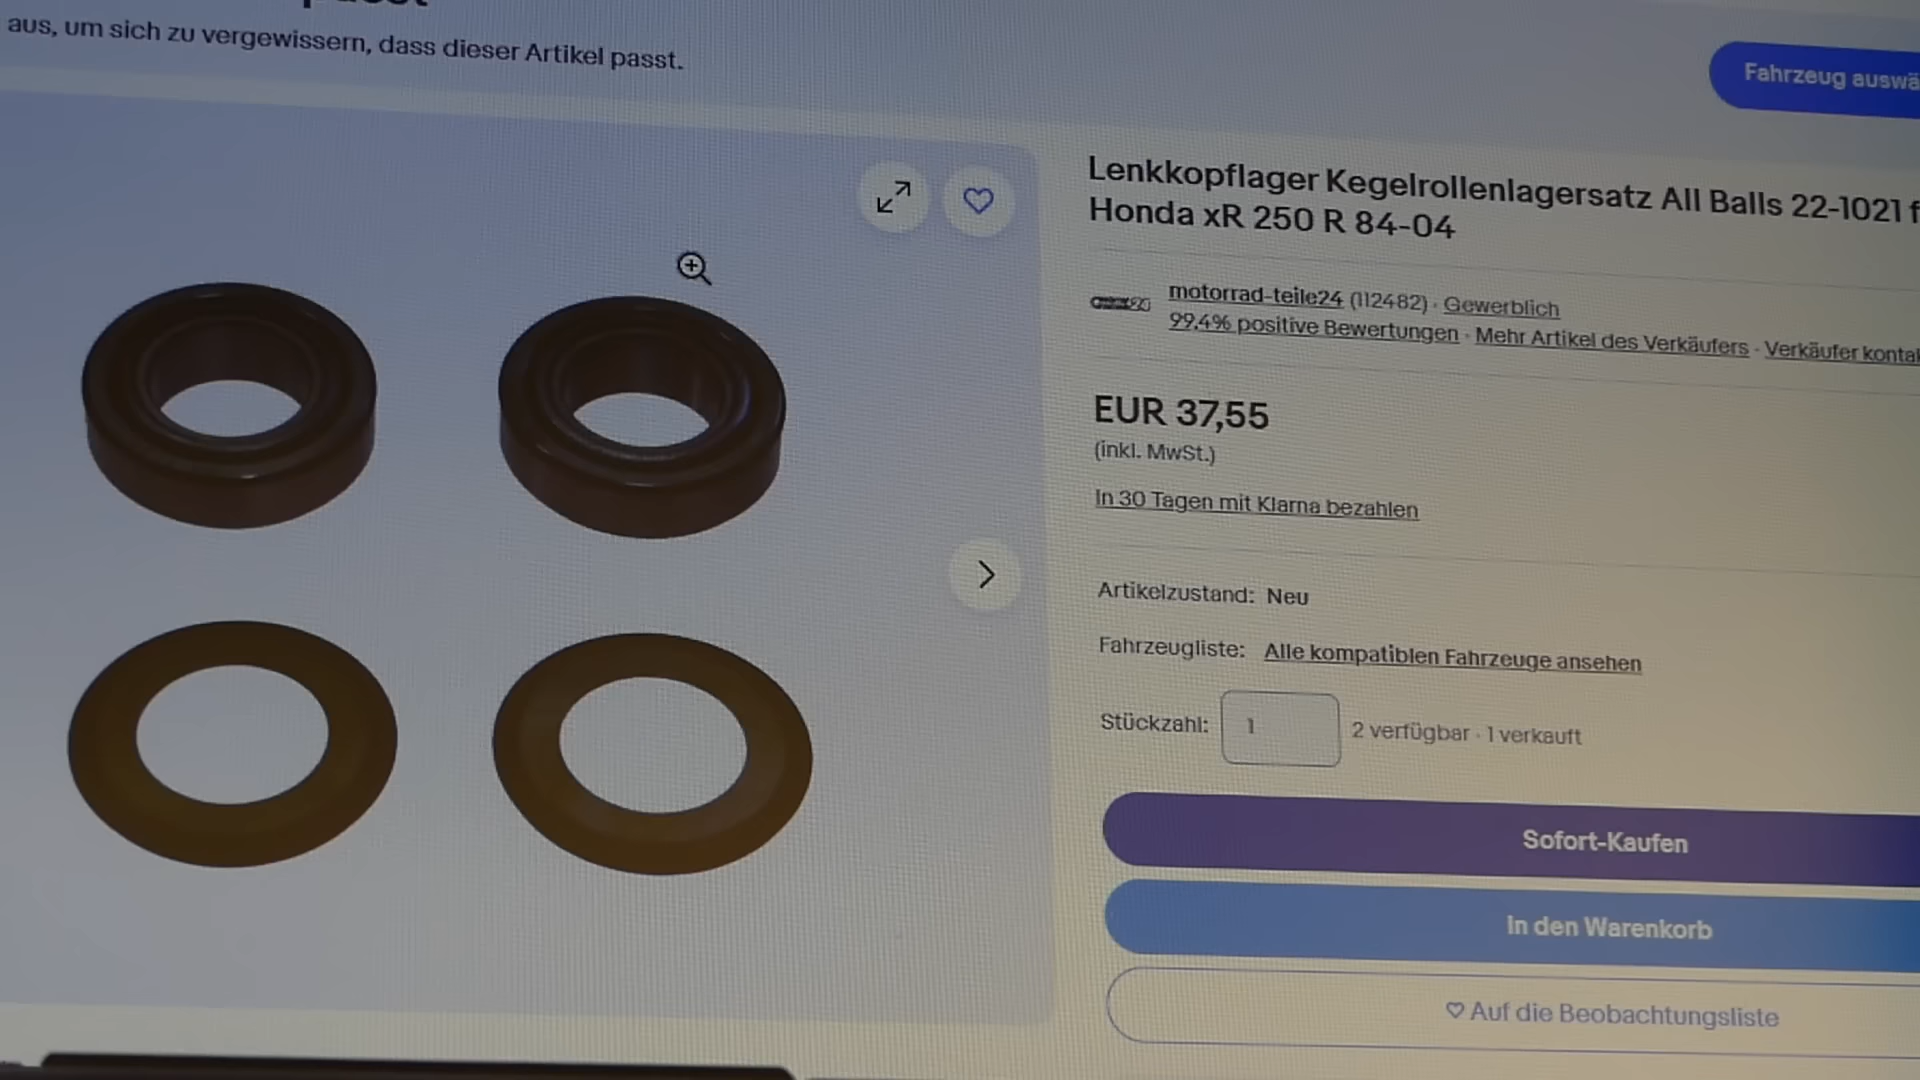 aus, um sich zu vergewissern, dass dieser Artikel passt.
Fahrzeug auswä
Lenkkopflager Kegelrollenlagersatz All Balls 22-1021 f
Honda xR 250 R 84-04
motorrad-teile24 (112482) · Gewerblich
99,4% positive Bewertungen · Mehr Artikel des Verkäufers · Verkäufer kontak
EUR 37,55
(inkl. MwSt.)
In 30 Tagen mit Klarna bezahlen
Artikelzustand: Neu
Fahrzeugliste: Alle kompatiblen Fahrzeuge ansehen
Stückzahl: 1 2 verfügbar · 1 verkauft
Sofort-Kaufen
In den Warenkorb
Auf die Beobachtungsliste